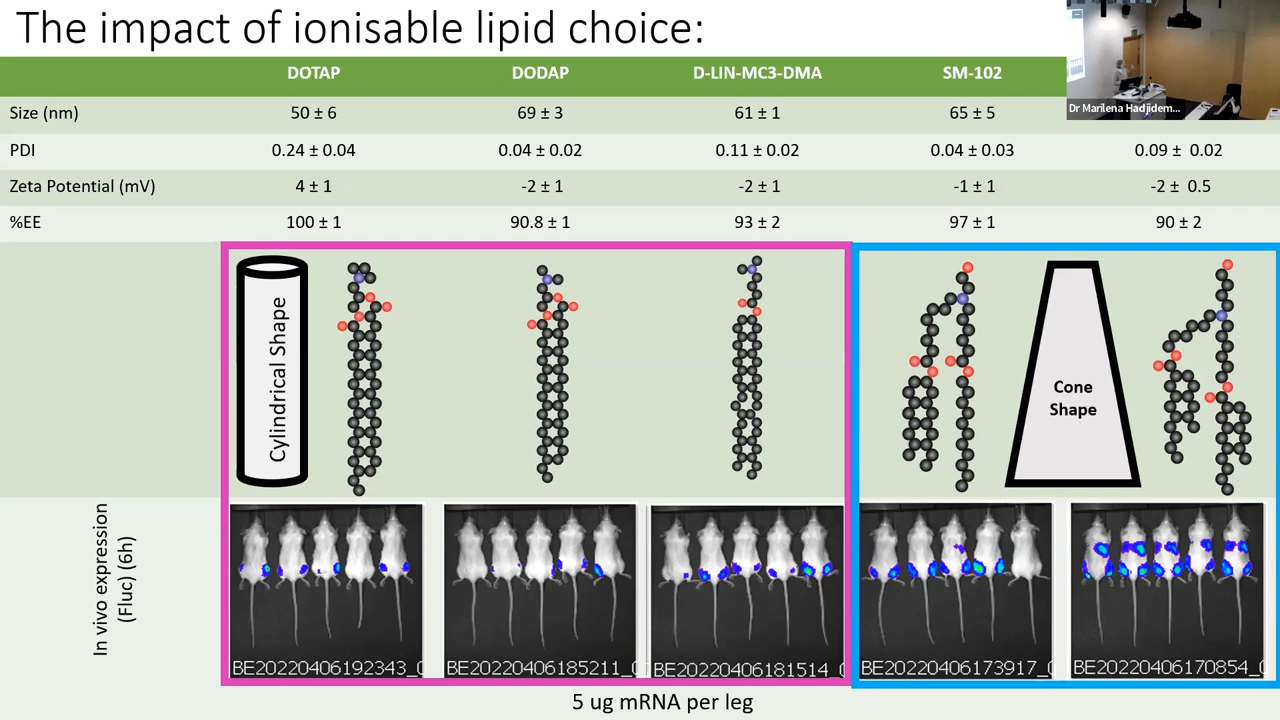 The impact of ionisable lipid choice:
DOTAP DODAP D-LIN-MC3-DMA SM-102
Dr Marilena Hadjidem...
Size (nm) 50 ± 6 69 ± 3 61 ± 1 65 ± 5
PDI 0.24 ± 0.04 0.04 ± 0.02 0.11 ± 0.02 0.04 ± 0.03 0.09 ± 0.02
Zeta Potential (mV) 4 ± 1 -2 ± 1 -2 ± 1 -1 ± 1 -2 ± 0.5
%EE 100 ± 1 90.8 ± 1 93 ± 2 97 ± 1 90 ± 2
Cylindrical Shape
Cone
Shape
In vivo expression
(Fluc) (6h)
BE20220406192343_0 BE20220406185211_0 BE20220406181514_0 BE20220406173917_0 BE20220406170854_0
5 ug mRNA per leg